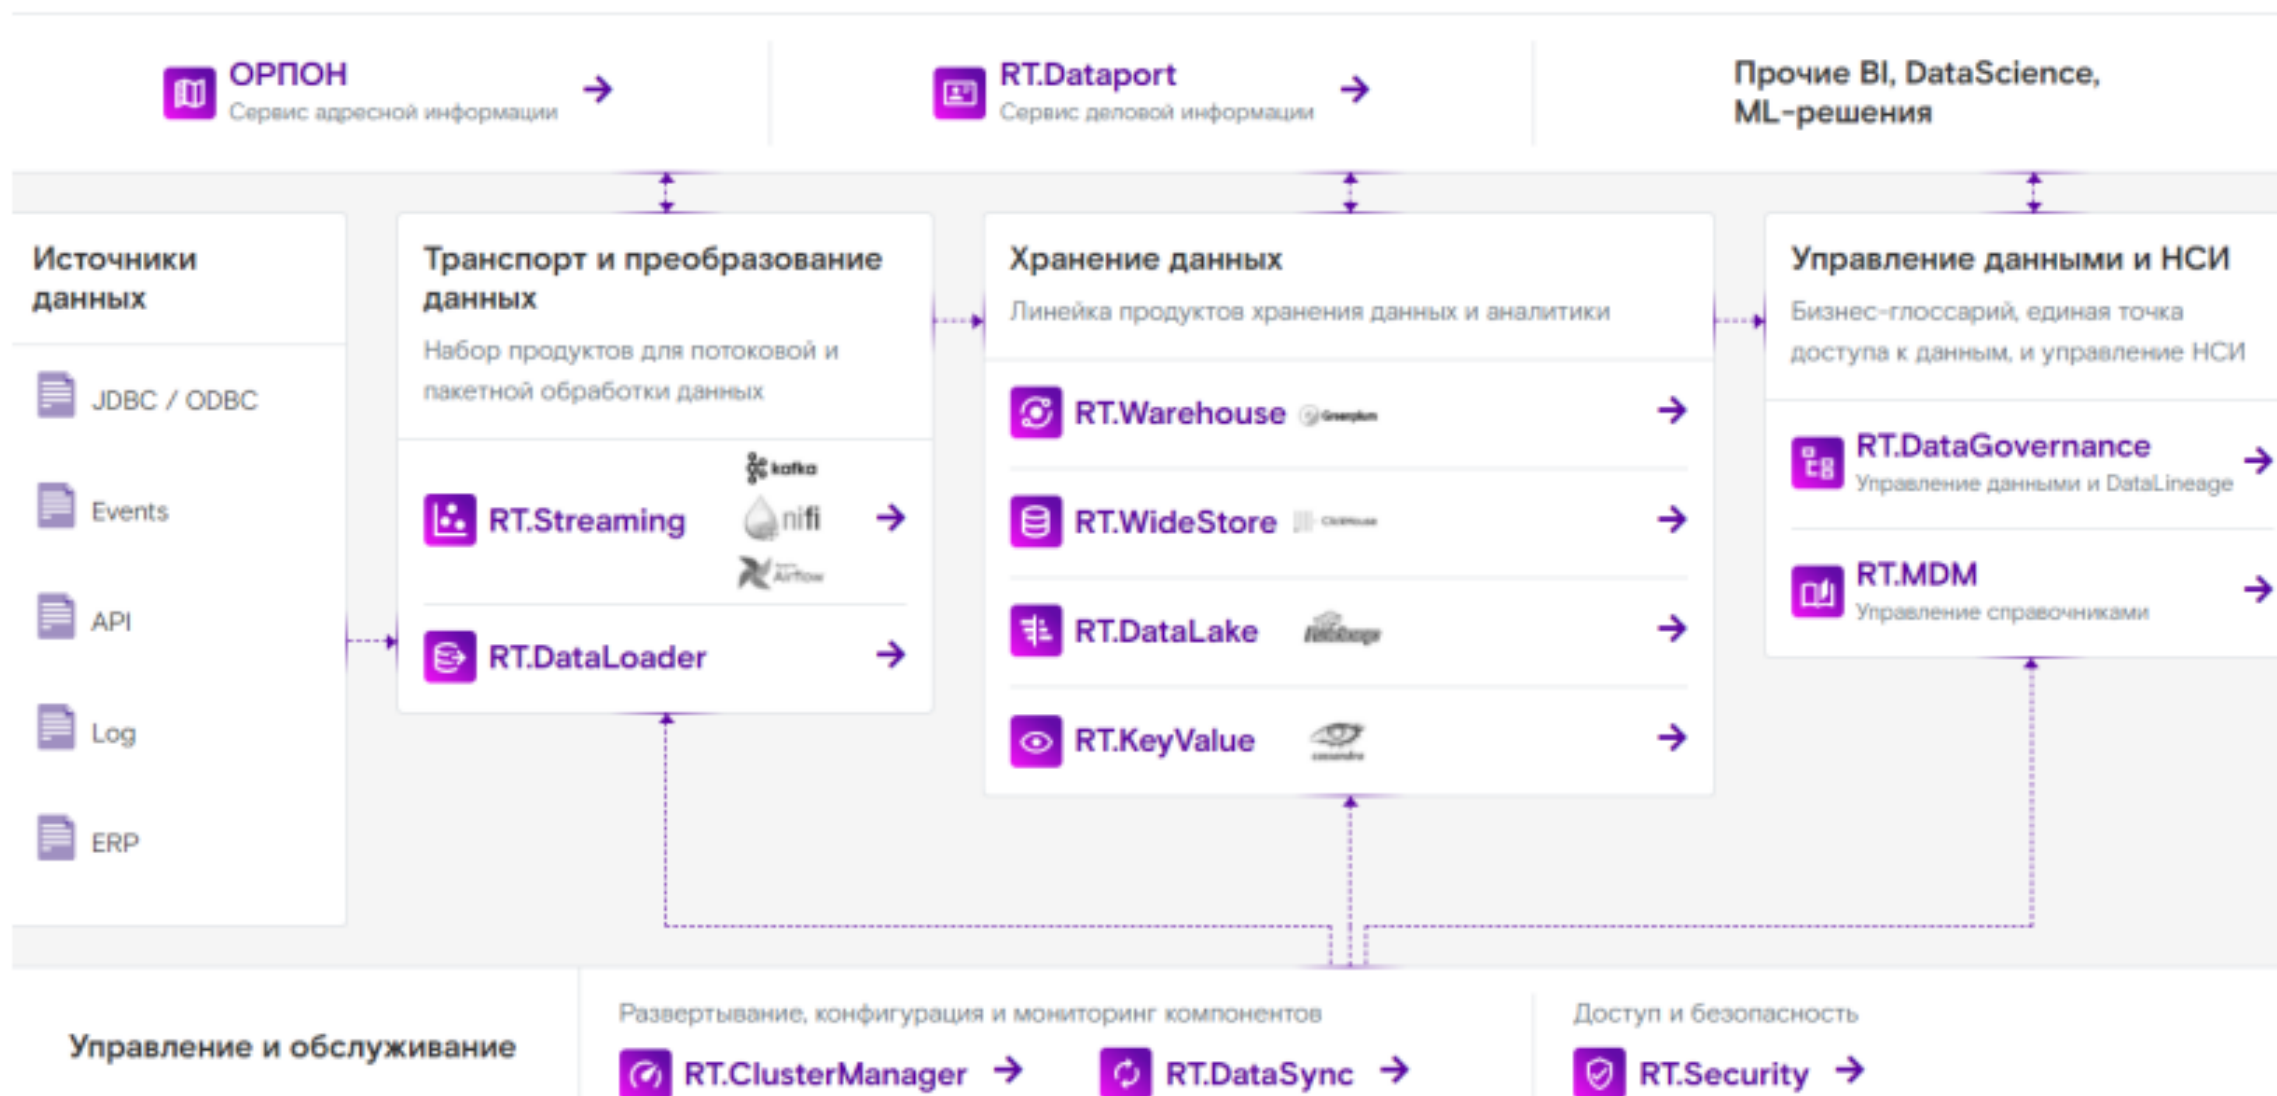 ОРПОН
Сервис адресной информации
RT.Dataport
Сервис деловой информации
Прочие BI, DataScience,
ML-решения
Источники
данных
JDBC / ODBC
Events
API
Log
ERP
Транспорт и преобразование
данных
Набор продуктов для потоковой и
пакетной обработки данных
RT.Streaming
kafka
nifi
Airflow
RT.DataLoader
Хранение данных
Линейка продуктов хранения данных и аналитики
RT.Warehouse
Greenplum
RT.WideStore
ClickHouse
RT.DataLake
RT.KeyValue
cassandra
Управление данными и НСИ
Бизнес-глоссарий, единая точка
доступа к данным, и управление НСИ
RT.DataGovernance
Управление данными и DataLineage
RT.MDM
Управление справочниками
Управление и обслуживание
Развертывание, конфигурация и мониторинг компонентов
RT.ClusterManager
RT.DataSync
Доступ и безопасность
RT.Security